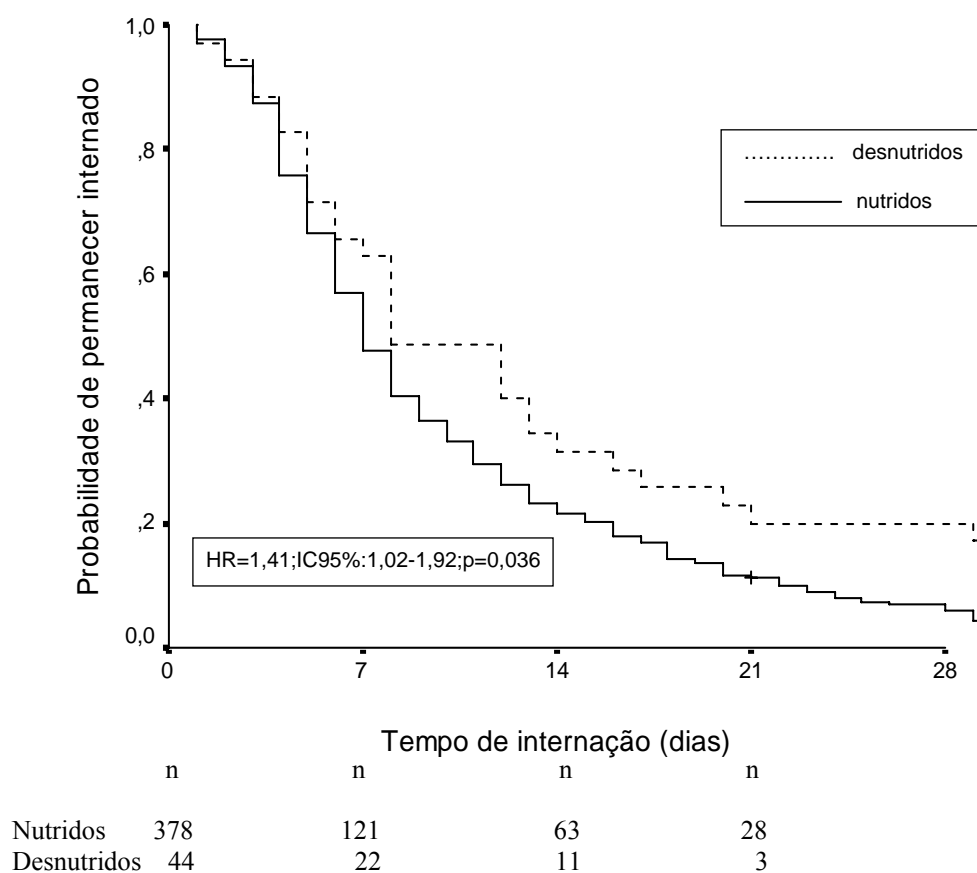 1,0
,8
,6
,4
,2
0,0
Probabilidade de permanecer internado
............. desnutridos
nutridos
HR=1,41;IC95%:1,02-1,92;p=0,036
0 7 14 21 28
Tempo de internação (dias)
n n n n
Nutridos 378 121 63 28
Desnutridos 44 22 11 3